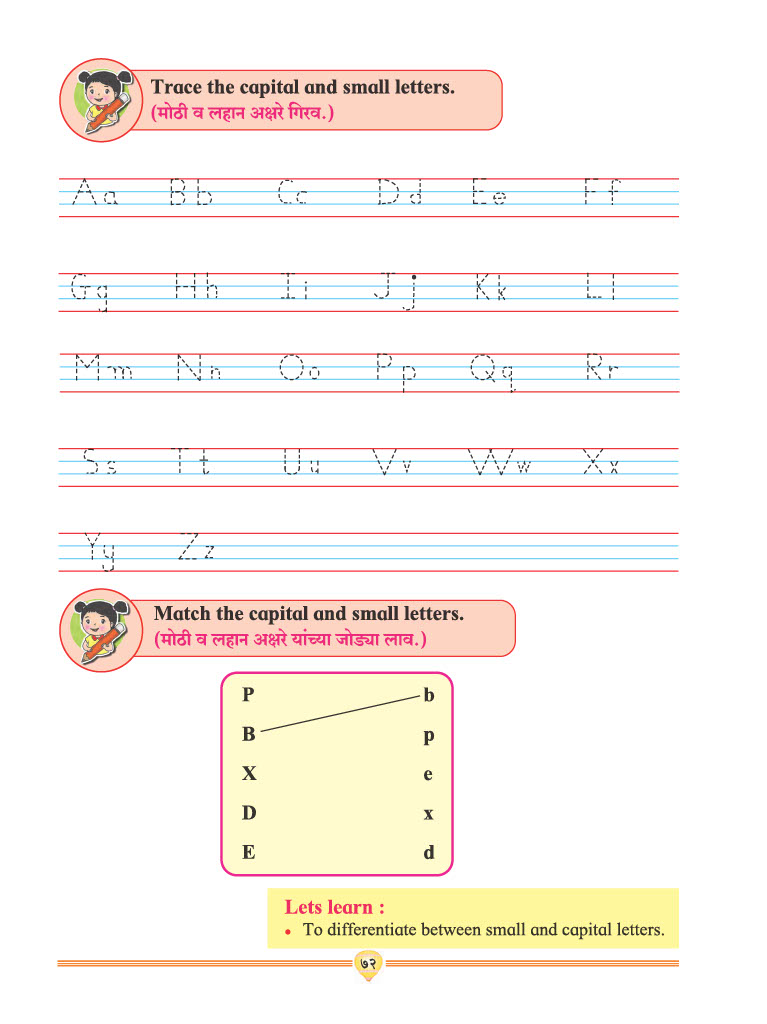 Trace the capital and small letters.
(मोठी व लहान अक्षरे गिरव.)
Aa Bb Cc Dd Ee Ff
Gg Hh Ii Jj Kk Ll
Mm Nn Oo Pp Qq Rr
Ss Tt Uu Vv Ww Xx
Yy Zz
Match the capital and small letters.
(मोठी व लहान अक्षरे यांच्या जोड्या लाव.)
P b
B p
X e
D x
E d
Lets learn :
• To differentiate between small and capital letters.
७२